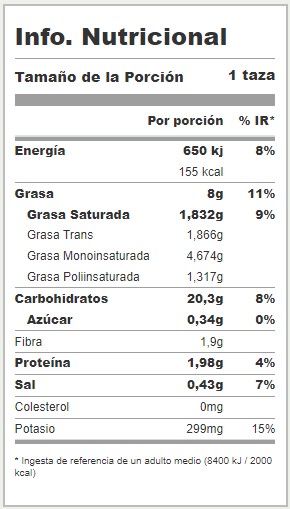 Info. Nutricional
Tamaño de la Porción 1 taza
Por porción % IR*
Energía 650 kj 8%
155 kcal
Grasa 8g 11%
Grasa Saturada 1,832g 9%
Grasa Trans 1,866g
Grasa Monoinsaturada 4,674g
Grasa Poliinsaturada 1,317g
Carbohidratos 20,3g 8%
Azúcar 0,34g 0%
Fibra 1,9g
Proteína 1,98g 4%
Sal 0,43g 7%
Colesterol 0mg
Potasio 299mg 15%
* Ingesta de referencia de un adulto medio (8400 kJ / 2000
kcal)